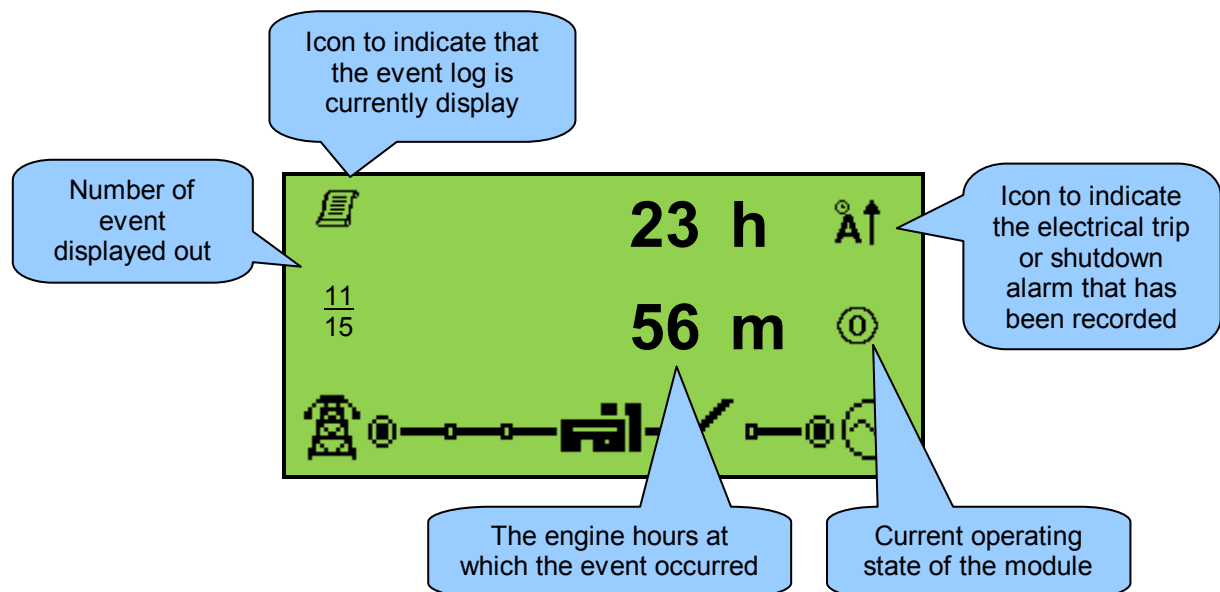 Icon to indicate that
the event log is
currently display
Number of
event
displayed out
Icon to indicate
the electrical trip
or shutdown
alarm that has
been recorded
23 h
A
11
15
56 m
0
The engine hours at
which the event occurred
Current operating
state of the module